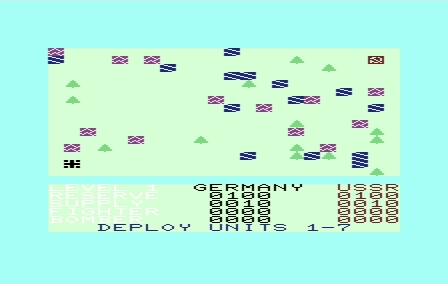 LEVEL 1 GERMANY USSR
RESERVE 0100 0100
SUPPLY 0010 0010
FIGHTER 0000 0000
BOMBER 0000 0000
DEPLOY UNITS 1-7